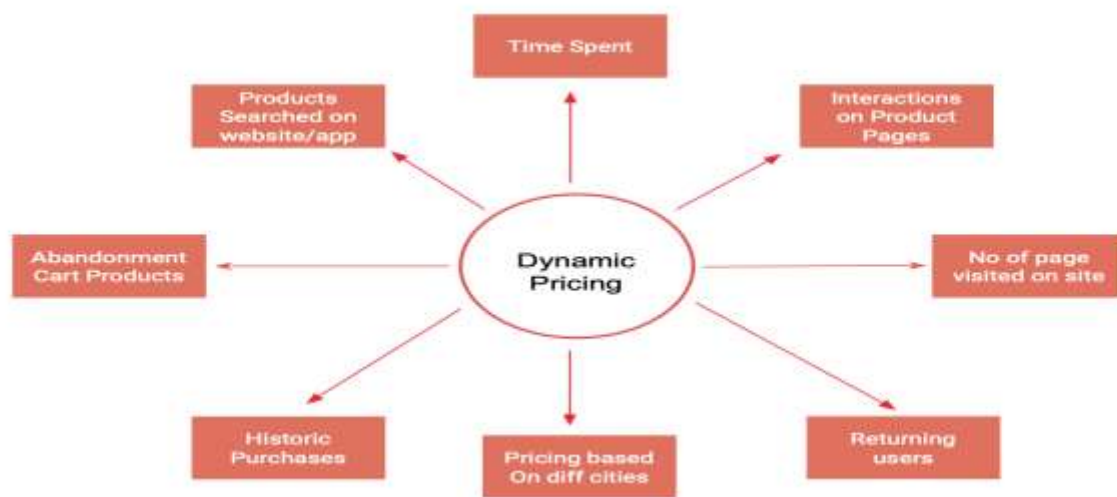 Time Spent
Products
Searched on
website/app
Interactions
on Product
Pages
Abandonment
Cart Products
Dynamic
Pricing
No of page
visited on site
Historic
Purchases
Pricing based
On diff cities
Returning
users